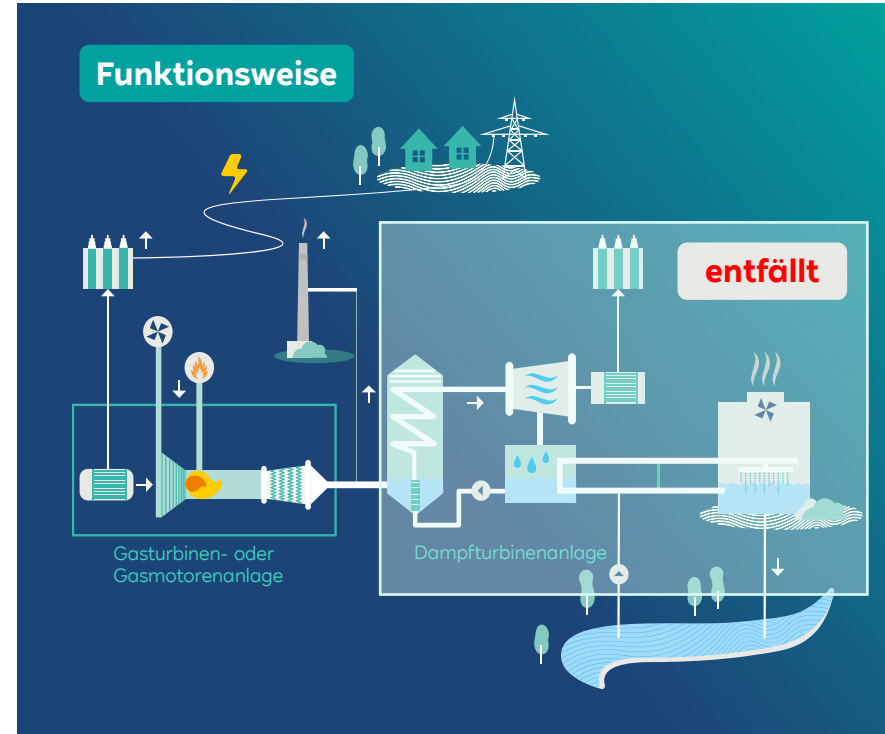 Funktionsweise
entfällt
Gasturbinen- oder
Gasmotorenanlage
Dampfturbinenanlage